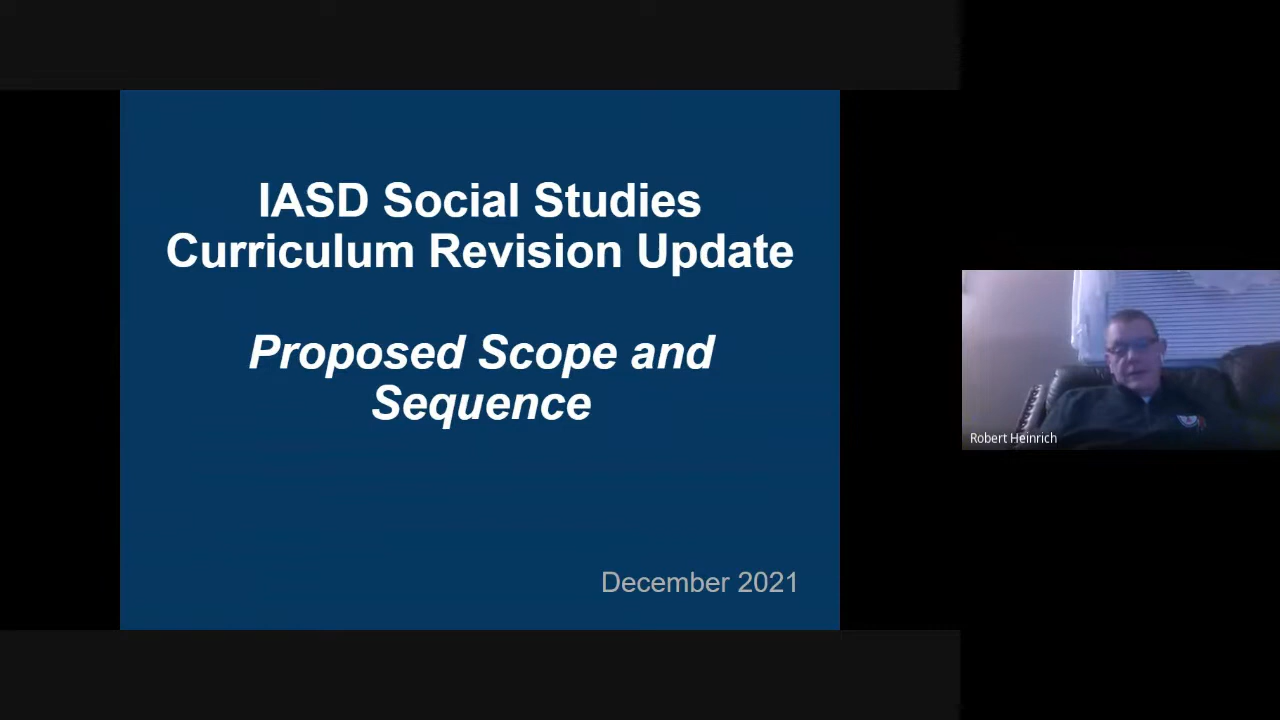 IASD Social Studies
Curriculum Revision Update
Proposed Scope and
Sequence
December 2021
Robert Heinrich